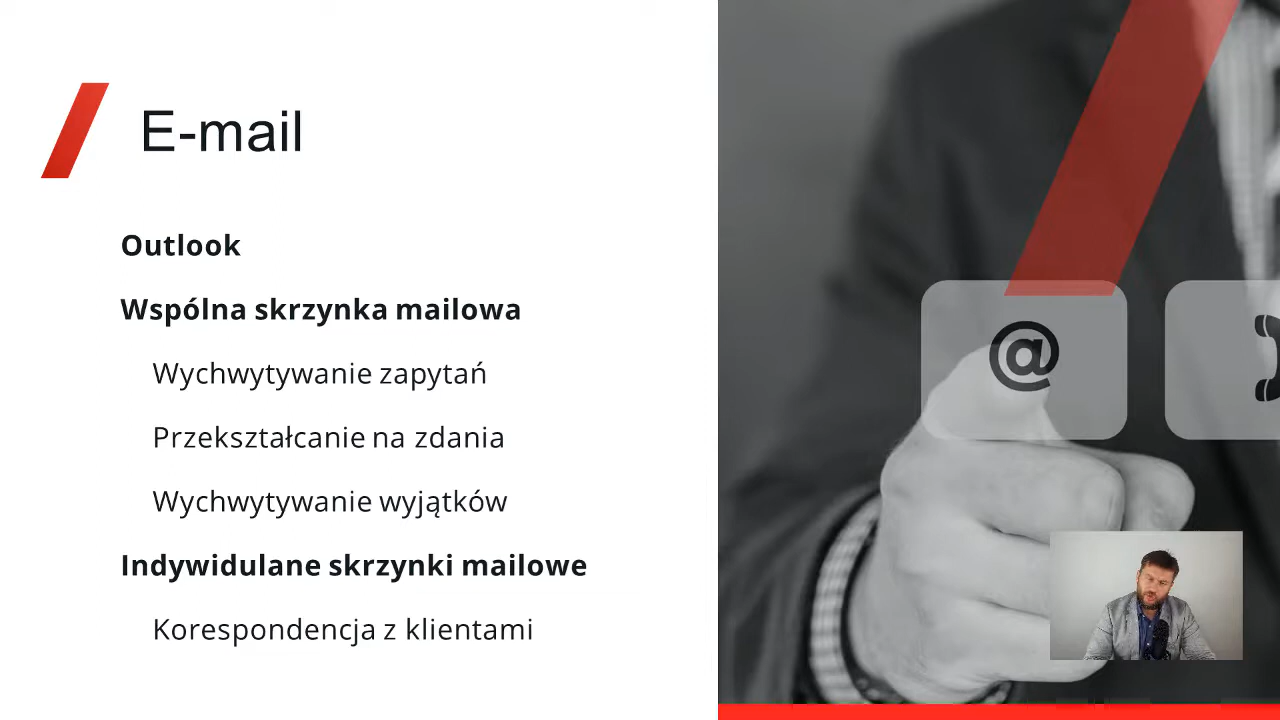 E-mail
Outlook
Wspólna skrzynka mailowa
Wychwytywanie zapytań
Przekształcanie na zdania
Wychwytywanie wyjątków
Indywidulane skrzynki mailowe
Korespondencja z klientami
@